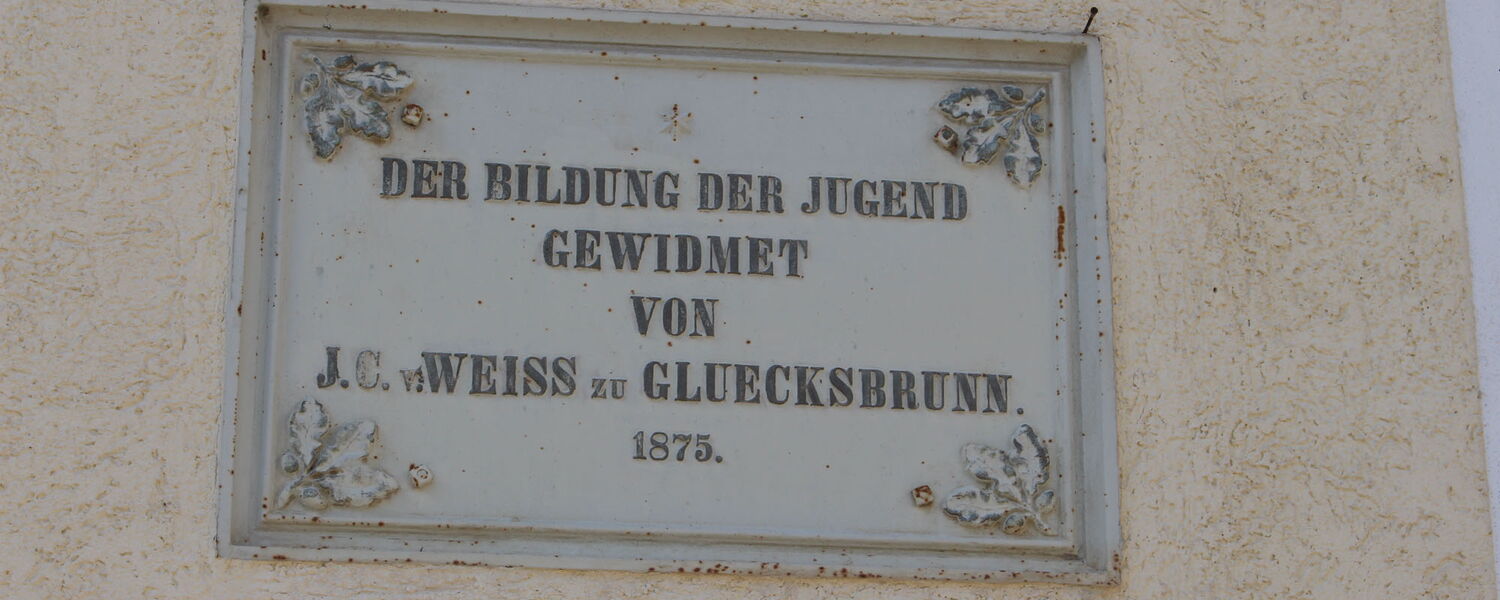 DER BILDUNG DER JUGEND
GEWIDMET
VON
J. C. v. WEISS ZU GLUECKSBRUNN.
1875.